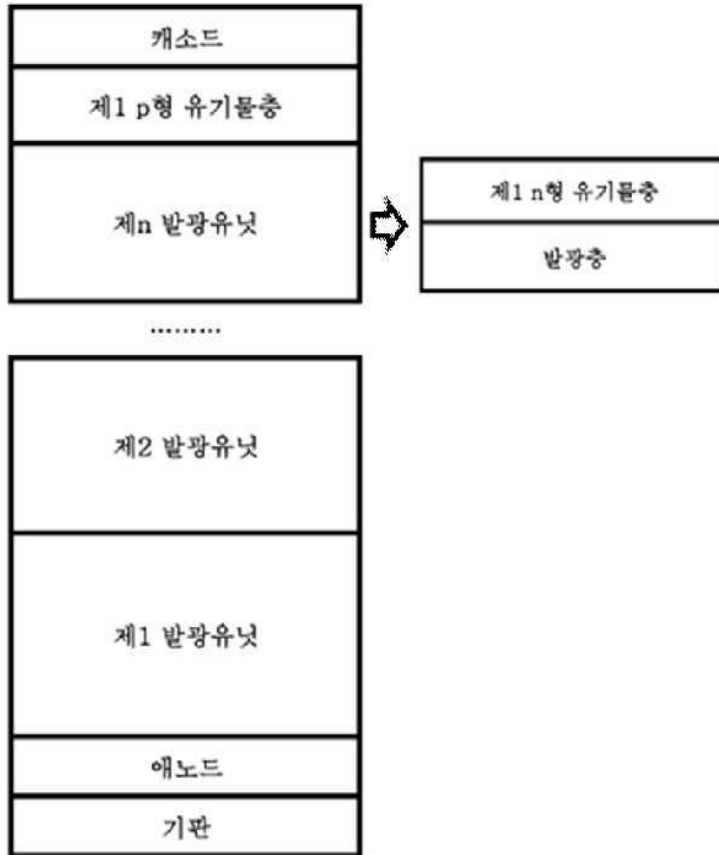 캐소드
제1 p형 유기물층
제n 발광유닛
제1 n형 유기물층
발광층
.........
제2 발광유닛
제1 발광유닛
애노드
기판